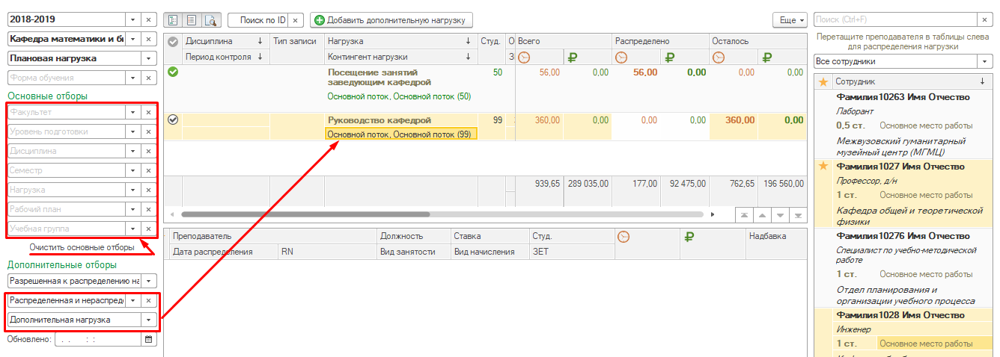 2018-2019
Кафедра математики и би
Плановая нагрузка
Форма обучения
Основные отборы
Факультет
Уровень подготовки
Дисциплина
Семестр
Нагрузка
Рабочий план
Учебная группа
Очистить основные отборы
Дополнительные отборы
Разрешенная к распределению на
Распределенная и нераспреде
Дополнительная нагрузка
Обновлено: . . : :
Поиск по ID
Добавить дополнительную нагрузку
Еще
Дисциплина Тип записи Нагрузка Студ. О Всего Распределено Осталось
Период контроля Контингент нагрузки З
Посещение занятий заведующим кафедрой 50 56,00 0,00 56,00 0,00 0,00 0,00
Основной поток, Основной поток (50)
Руководство кафедрой 99 360,00 0,00 0,00 0,00 360,00 0,00
Основной поток, Основной поток (99)
939,65 289 035,00 177,00 92 475,00 762,65 196 560,00
Преподаватель Должность Ставка Студ. Надбавка
Дата распределения RN Вид занятости Вид начисления ЗЕТ
Поиск (Ctrl+F)
Перетащите преподавателя в таблицы слева
для распределения нагрузки
Все сотрудники
Сотрудник
Фамилия10263 Имя Отчество
Лаборант
0,5 ст. Основное место работы
Межвузовский гуманитарный
музейный центр (МГМЦ)
Фамилия1027 Имя Отчество
Профессор, д/н
1 ст. Основное место работы
Кафедра общей и теоретической
физики
Фамилия10276 Имя Отчество
Специалист по учебно-методической
работе
1 ст. Основное место работы
Отдел планирования и
организации учебного процесса
Фамилия1028 Имя Отчество
Инженер
1 ст. Основное место работы